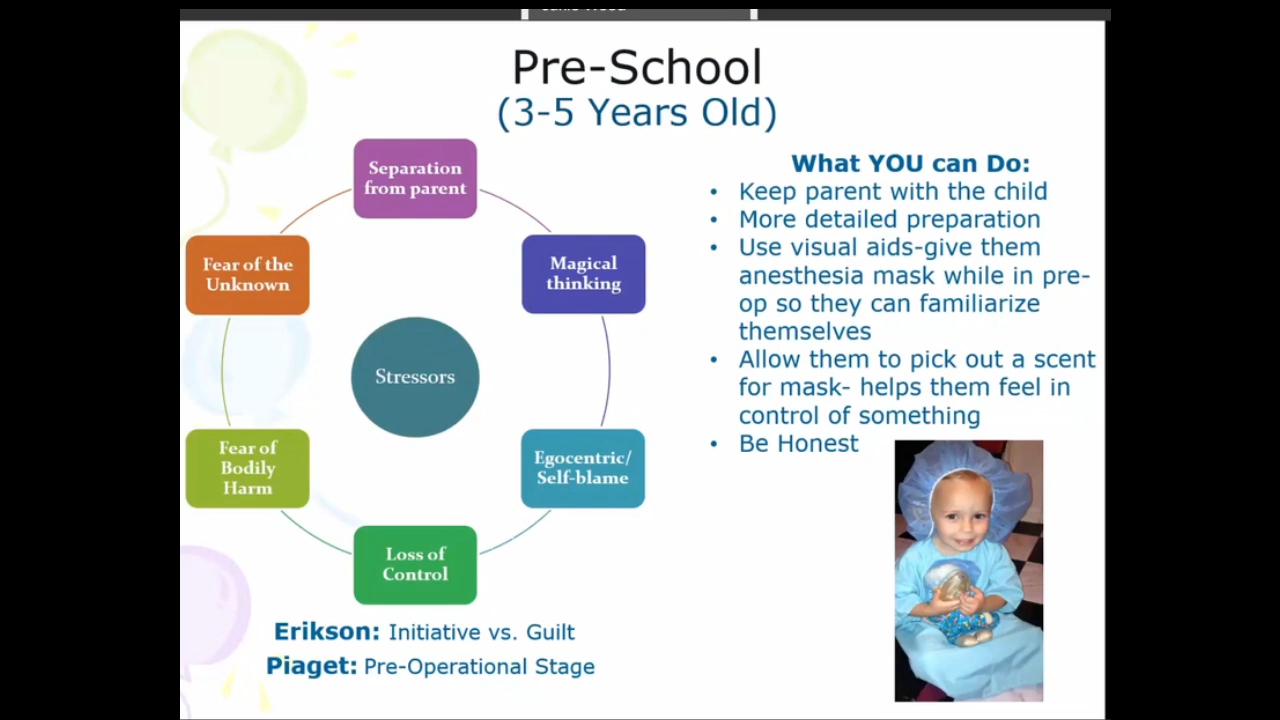 Pre-School
(3-5 Years Old)
Separation
from parent
Magical
thinking
Egocentric/
Self-blame
Loss of
Control
Fear of
Bodily
Harm
Fear of the
Unknown
Stressors
Erikson: Initiative vs. Guilt
Piaget: Pre-Operational Stage
What YOU can Do:
• Keep parent with the child
• More detailed preparation
• Use visual aids-give them
anesthesia mask while in pre-
op so they can familiarize
themselves
• Allow them to pick out a scent
for mask- helps them feel in
control of something
• Be Honest